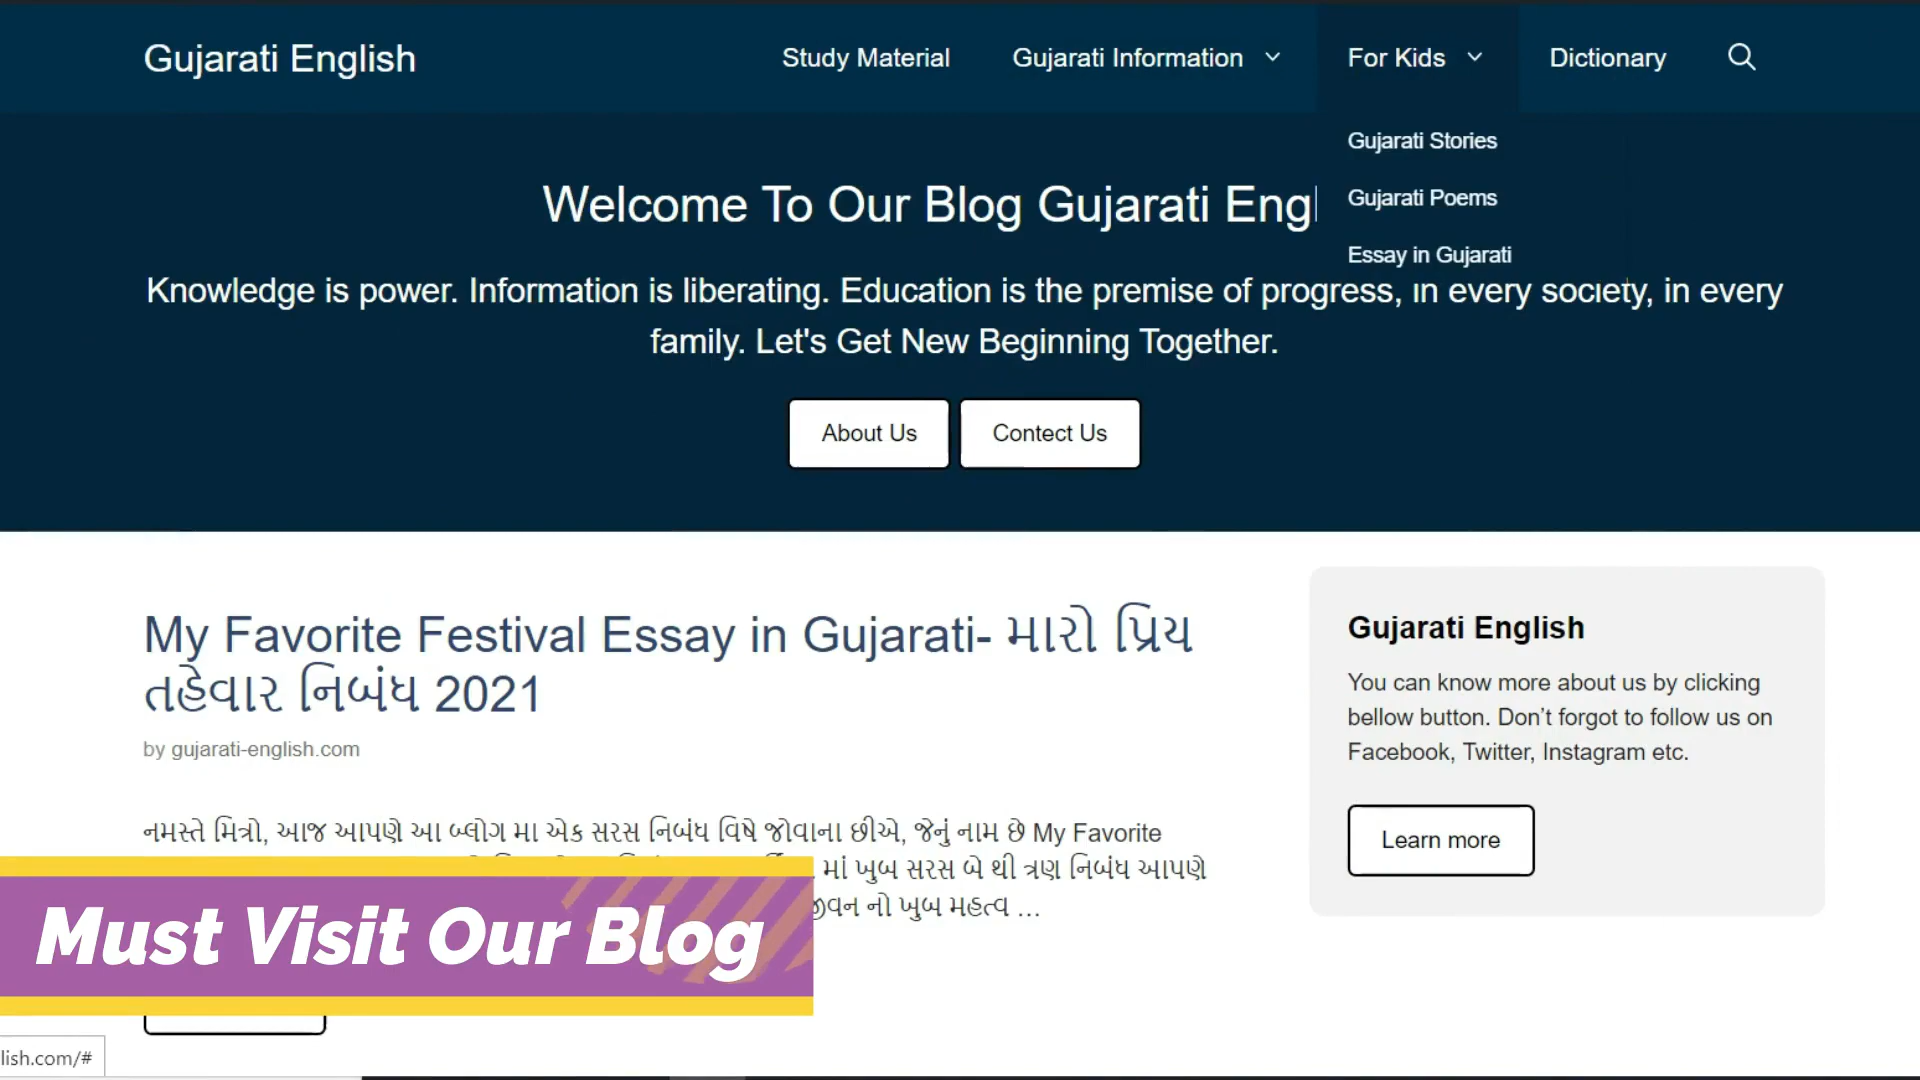 Gujarati English
Study Material
Gujarati Information
For Kids
Dictionary
Gujarati Stories
Gujarati Poems
Essay in Gujarati
Welcome To Our Blog Gujarati Engl
Knowledge is power. Information is liberating. Education is the premise of progress, in every society, in every
family. Let's Get New Beginning Together.
About Us
Contect Us
My Favorite Festival Essay in Gujarati- મારો પ્રિય
તહેવાર નિબંધ 2021
by gujarati-english.com
નમસ્તે મિત્રો, આજ આપણે આ બ્લોગ મા એક સરસ નિબંધ વિષે જોવાના છીએ, જેનું નામ છે My Favorite
માં ખુબ સરસ બે થી ત્રણ નિબંધ આપણે
જીવન નો ખુબ મહત્વ …
Gujarati English
You can know more about us by clicking
bellow button. Don’t forgot to follow us on
Facebook, Twitter, Instagram etc.
Learn more
Must Visit Our Blog
lish.com/#